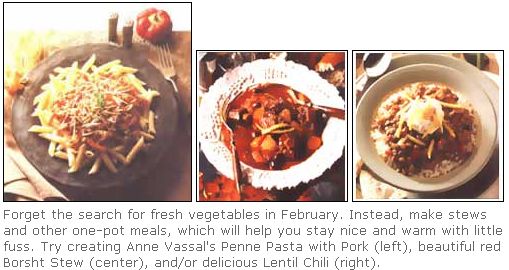 Forget the search for fresh vegetables in February. Instead, make stews
and other one-pot meals, which will help you stay nice and warm with little
fuss. Try creating Anne Vassal's Penne Pasta with Pork (left), beautiful red
Borsht Stew (center), and/or delicious Lentil Chili (right).